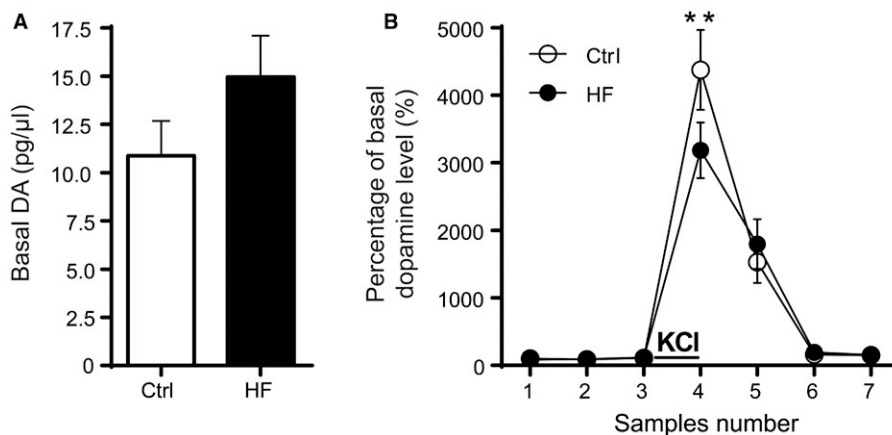 A
Basal DA (pg/µl)
17.5
15.0
12.5
10.0
7.5
5.0
2.5
0
Ctrl HF
B
Percentage of basal
dopamine level (%)
5000
4000
3000
2000
1000
0
Ctrl
HF
**
KCl
1 2 3 4 5 6 7
Samples number